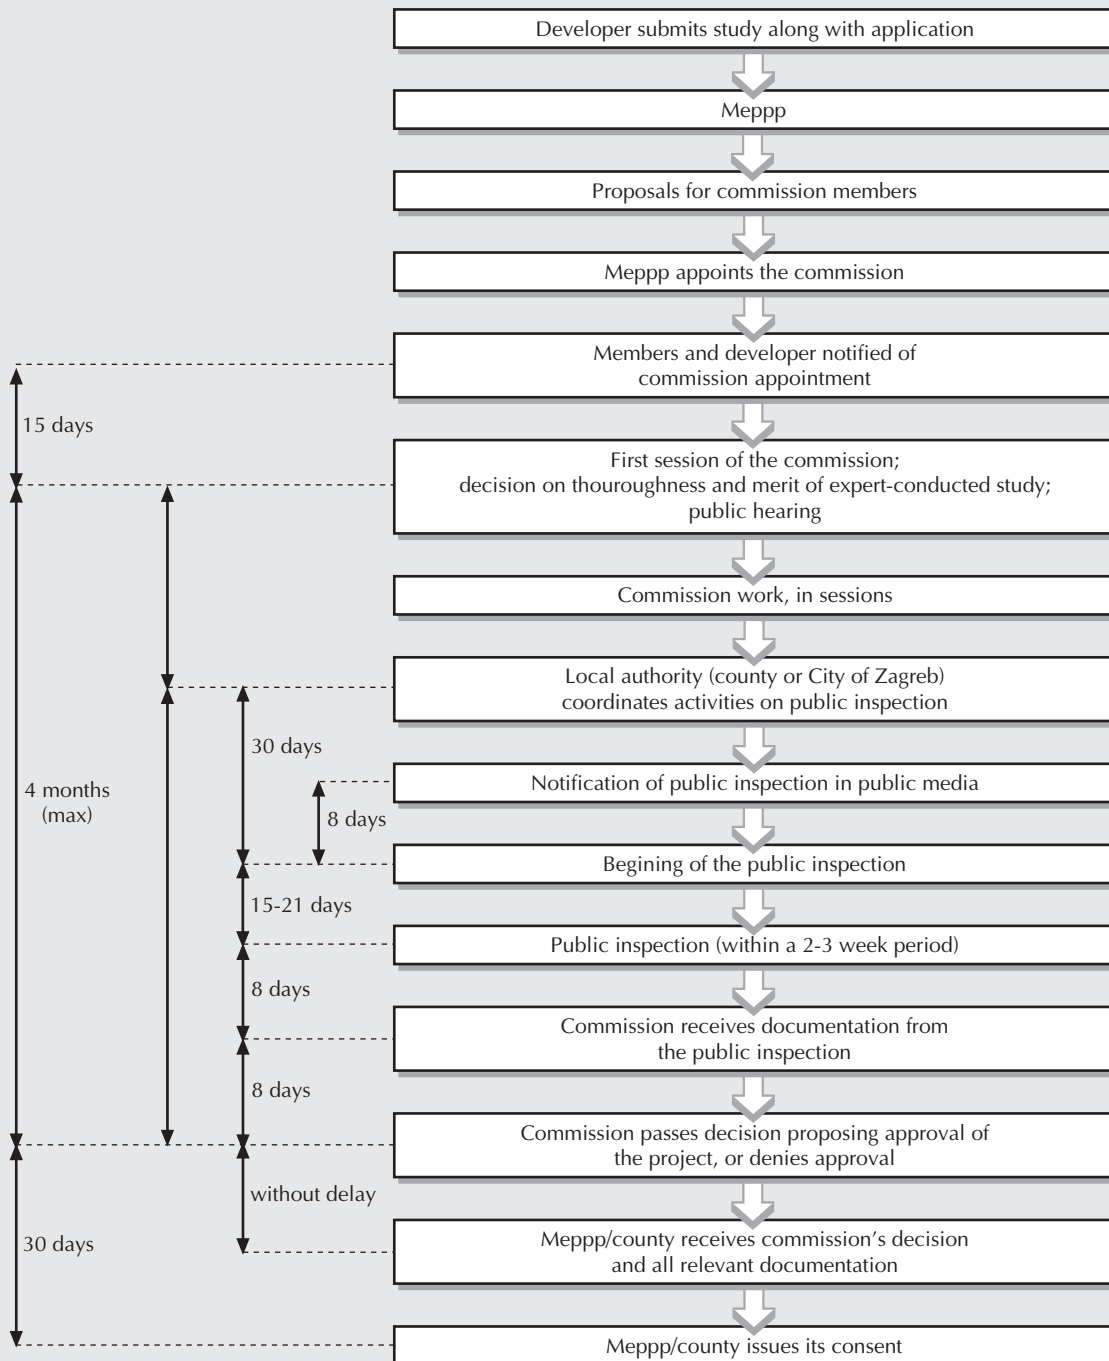 Developer submits study along with application
Meppp
Proposals for commission members
Meppp appoints the commission
Members and developer notified of
commission appointment
15 days
First session of the commission;
decision on thouroughness and merit of expert-conducted study;
public hearing
Commission work, in sessions
Local authority (county or City of Zagreb)
coordinates activities on public inspection
30 days
4 months
(max)
Notification of public inspection in public media
8 days
Begining of the public inspection
15-21 days
Public inspection (within a 2-3 week period)
8 days
Commission receives documentation from
the public inspection
8 days
Commission passes decision proposing approval of
the project, or denies approval
without delay
30 days
Meppp/county receives commission’s decision
and all relevant documentation
Meppp/county issues its consent